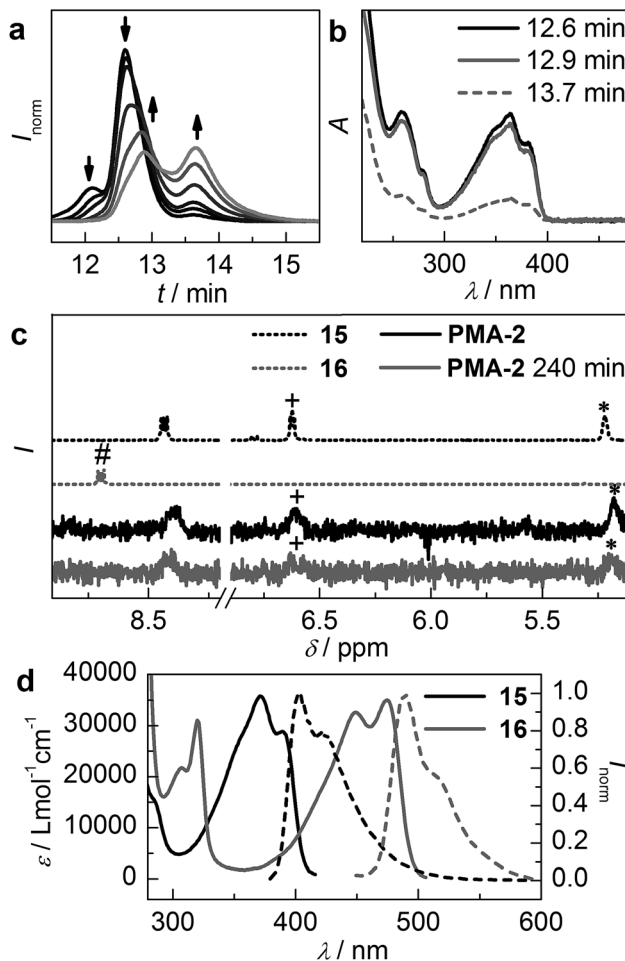 a
I norm
12 13 14 15
t / min
b
12.6 min
12.9 min
13.7 min
A
300 400
λ / nm
c
15 PMA-2
16 PMA-2 240 min
I
+ *
#
+ *
+ *
8.5 6.5 6.0 5.5
δ / ppm
d
15
16
40000 1.0
30000 0.8
0.6
20000
0.4
10000
0.2
0 0.0
ε / Lmol⁻¹cm⁻¹
I norm
300 400 500 600
λ / nm